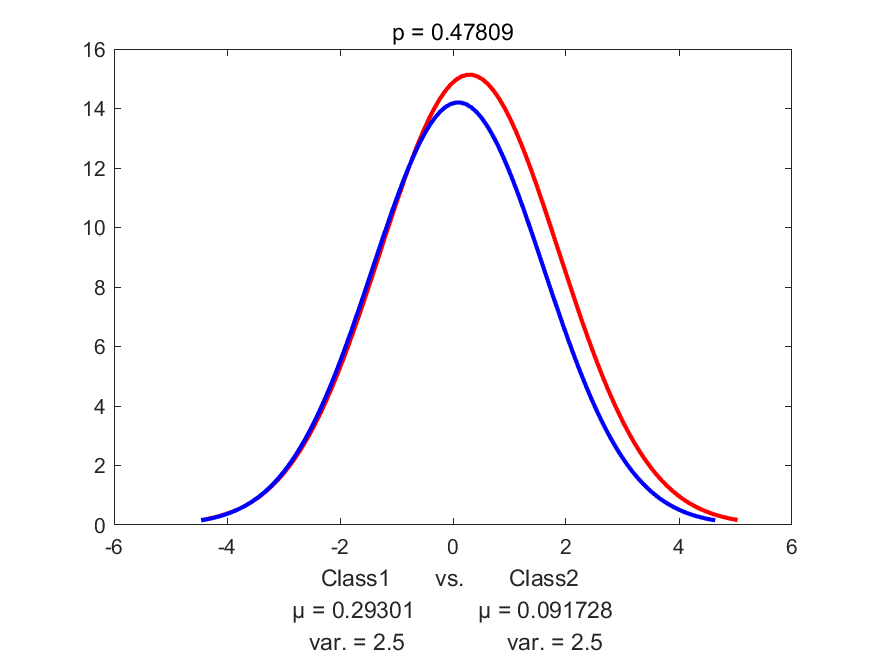 p = 0.47809
16
14
12
10
8
6
4
2
0
-6 -4 -2 0 2 4 6
Class1 vs. Class2
μ = 0.29301 μ = 0.091728
var. = 2.5 var. = 2.5